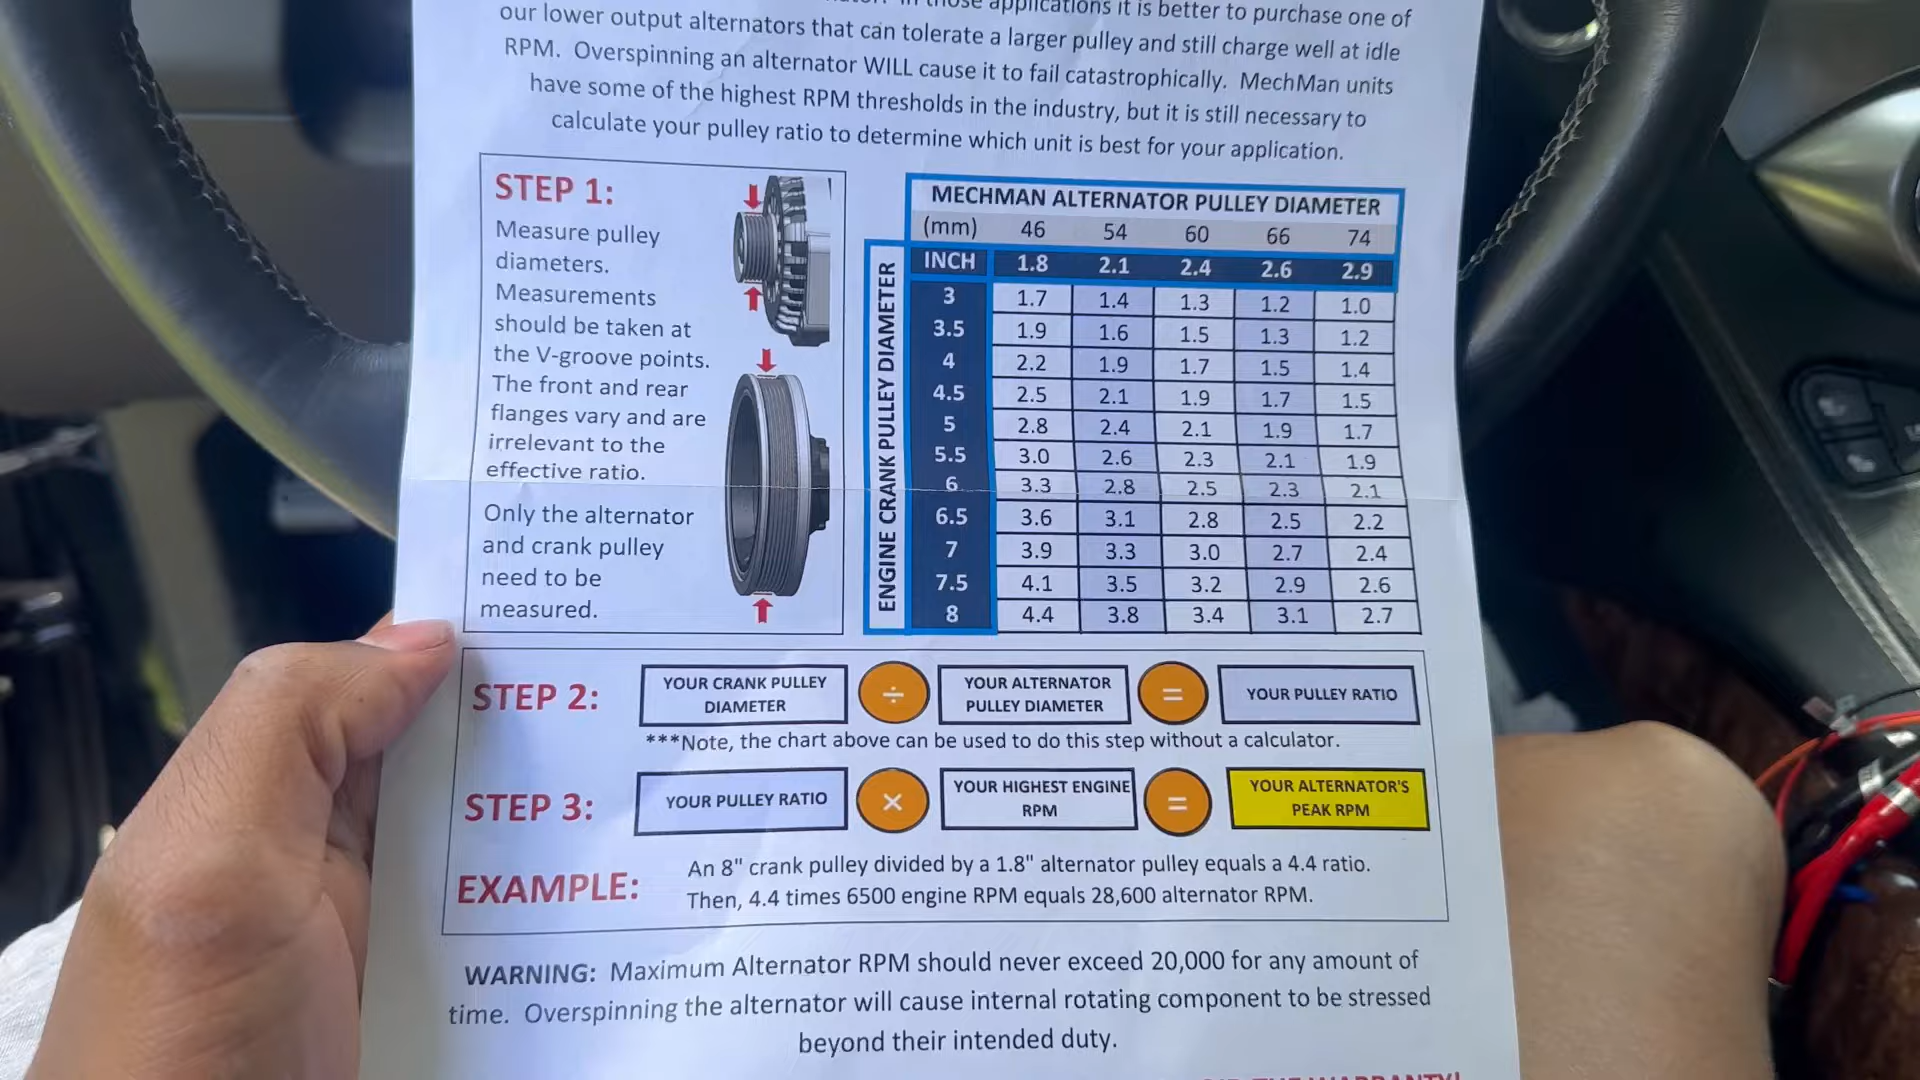 those applications it is better to purchase one of
our lower output alternators that can tolerate a larger pulley and still charge well at idle
RPM. Overspinning an alternator WILL cause it to fail catastrophically. MechMan units
have some of the highest RPM thresholds in the industry, but it is still necessary to
calculate your pulley ratio to determine which unit is best for your application.
STEP 1:
Measure pulley
diameters.
Measurements
should be taken at
the V-groove points.
The front and rear
flanges vary and are
irrelevant to the
effective ratio.
Only the alternator
and crank pulley
need to be
measured.
MECHMAN ALTERNATOR PULLEY DIAMETER
(mm) 46 54 60 66 74
INCH 1.8 2.1 2.4 2.6 2.9
ENGINE CRANK PULLEY DIAMETER
3 1.7 1.4 1.3 1.2 1.0
3.5 1.9 1.6 1.5 1.3 1.2
4 2.2 1.9 1.7 1.5 1.4
4.5 2.5 2.1 1.9 1.7 1.5
5 2.8 2.4 2.1 1.9 1.7
5.5 3.0 2.6 2.3 2.1 1.9
6 3.3 2.8 2.5 2.3 2.1
6.5 3.6 3.1 2.8 2.5 2.2
7 3.9 3.3 3.0 2.7 2.4
7.5 4.1 3.5 3.2 2.9 2.6
8 4.4 3.8 3.4 3.1 2.7
STEP 2:
YOUR CRANK PULLEY
DIAMETER
÷
YOUR ALTERNATOR
PULLEY DIAMETER
=
YOUR PULLEY RATIO
***Note, the chart above can be used to do this step without a calculator.
STEP 3:
YOUR PULLEY RATIO
×
YOUR HIGHEST ENGINE
RPM
=
YOUR ALTERNATOR'S
PEAK RPM
EXAMPLE:
An 8" crank pulley divided by a 1.8" alternator pulley equals a 4.4 ratio.
Then, 4.4 times 6500 engine RPM equals 28,600 alternator RPM.
WARNING: Maximum Alternator RPM should never exceed 20,000 for any amount of
time. Overspinning the alternator will cause internal rotating component to be stressed
beyond their intended duty.
THE WARRANTY!